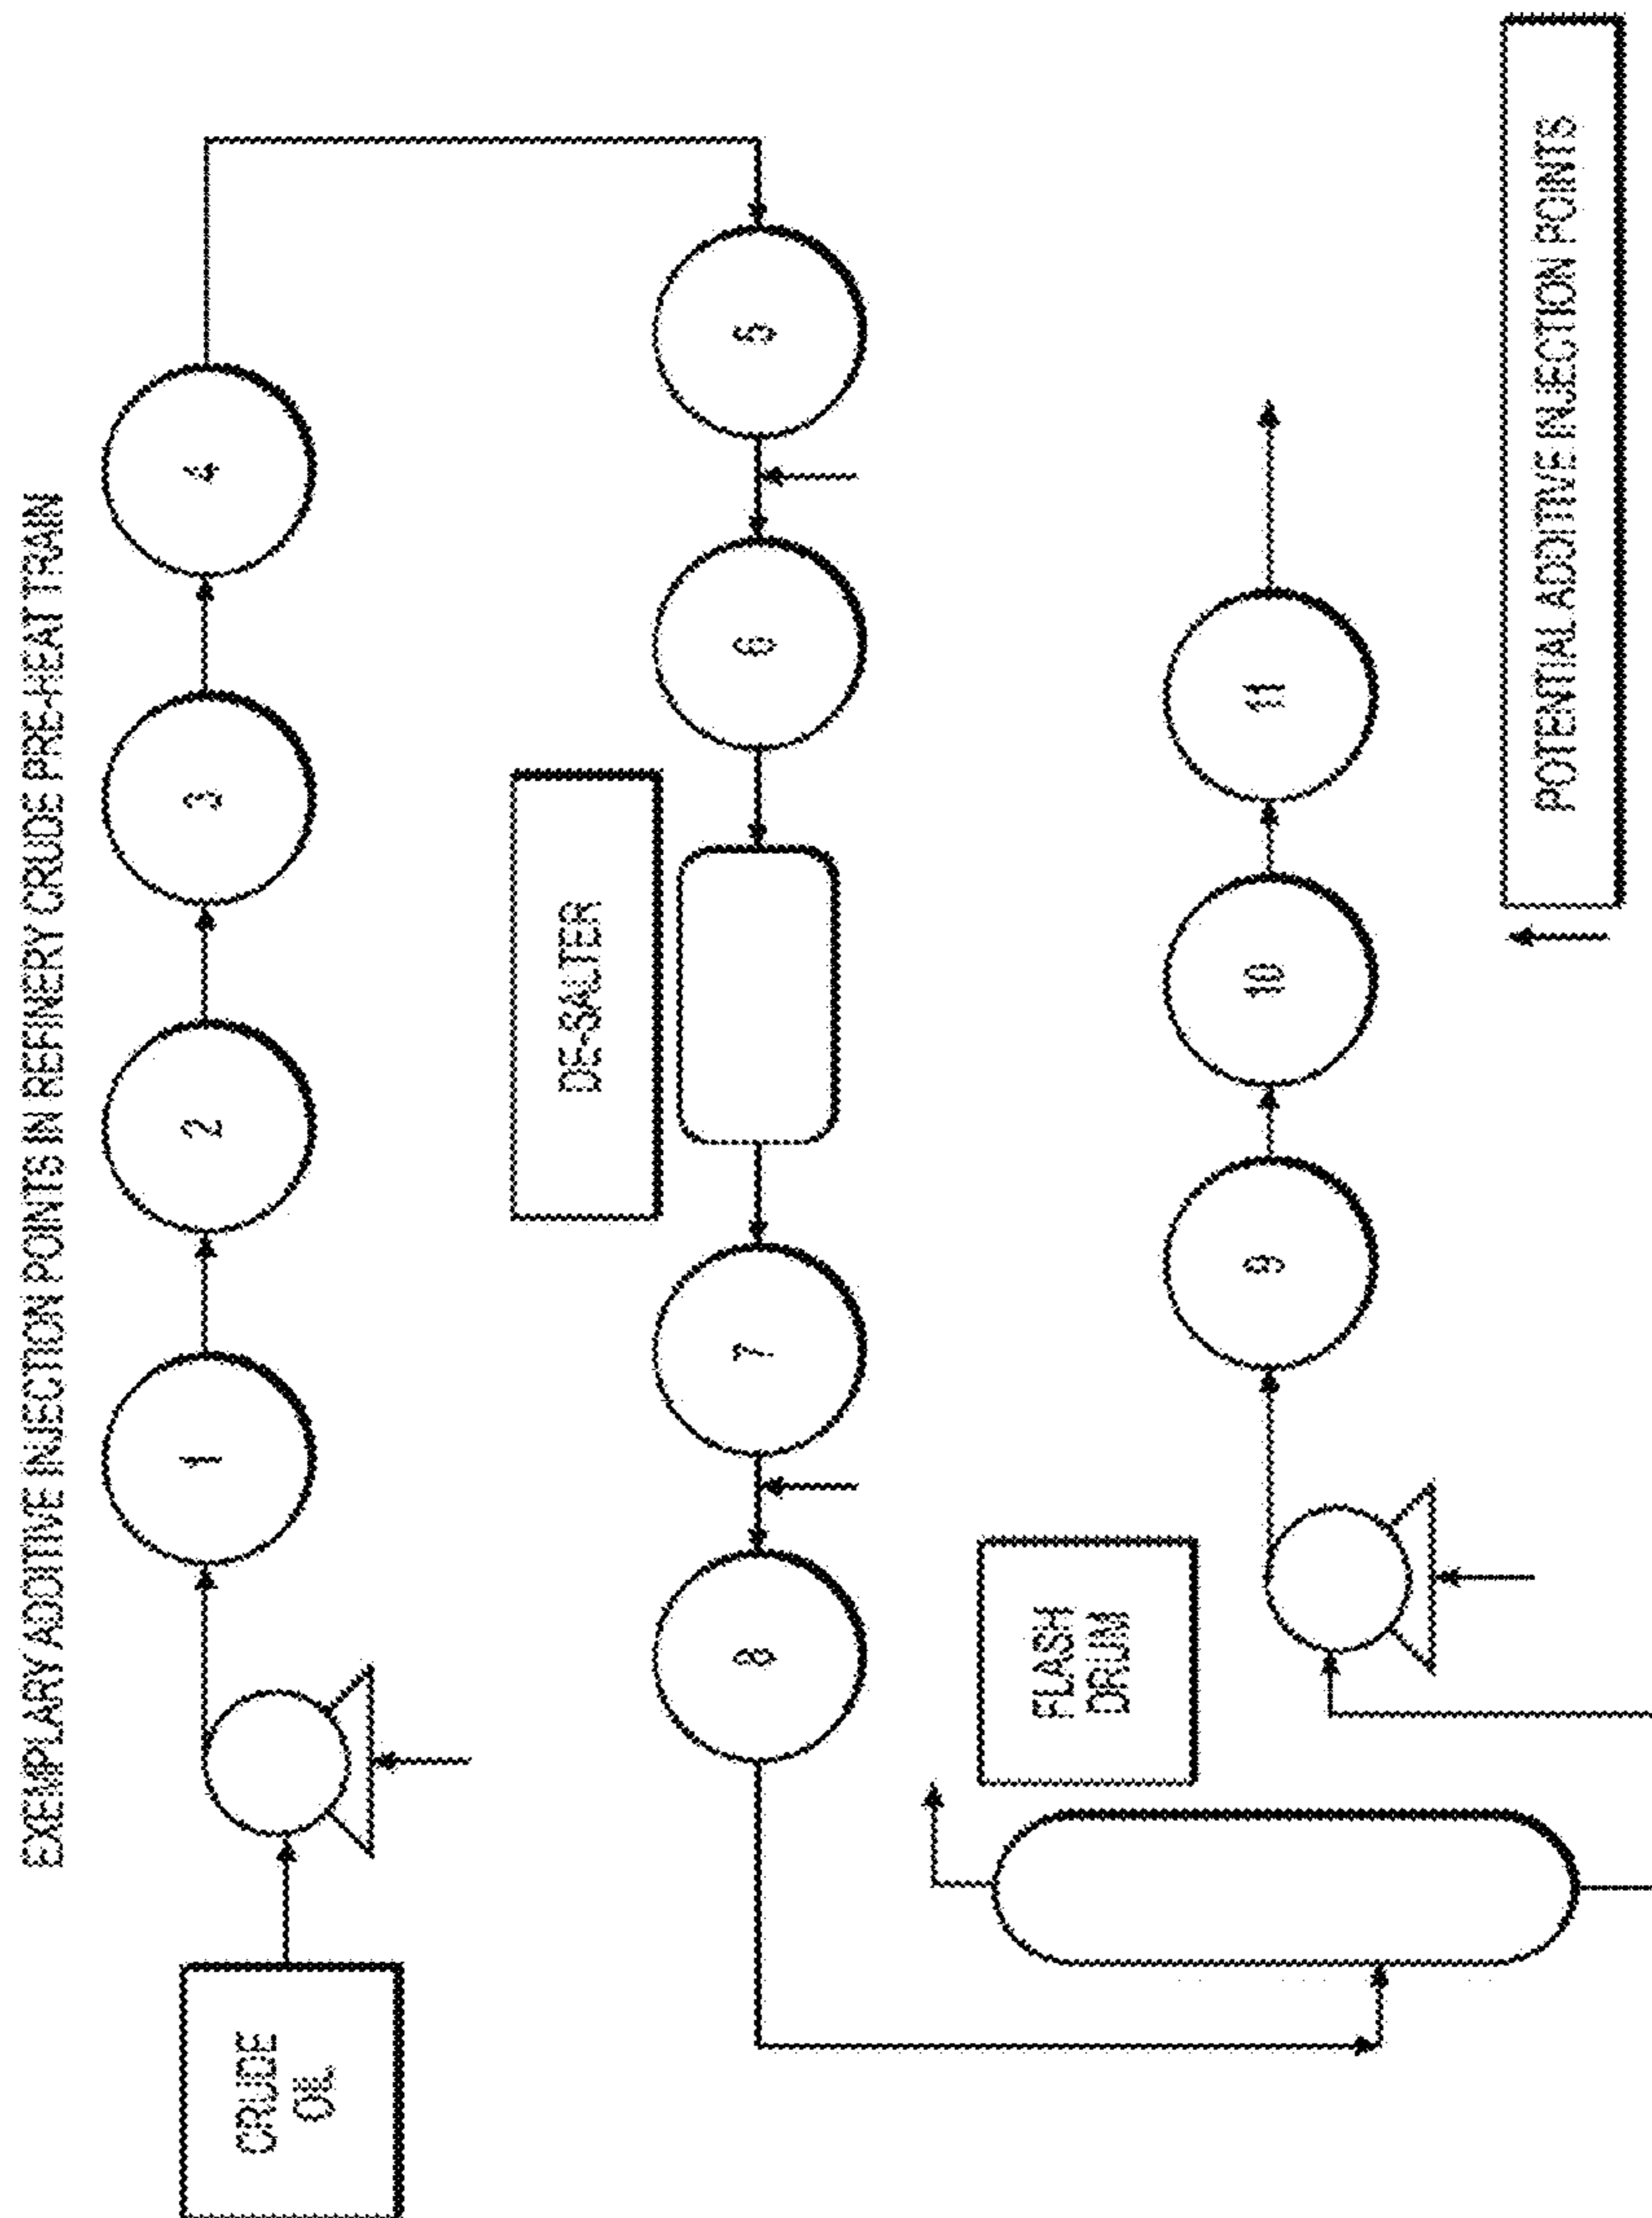 EXEMPLARY ADDITIVE INJECTION POINTS IN REFINERY CRUDE PRE-HEAT TRAIN
CRUDE
OIL
1
2
3
4
5
6
DE-SALTER
7
8
FLASH
DRUM
9
10
11
POTENTIAL ADDITIVE INJECTION POINTS